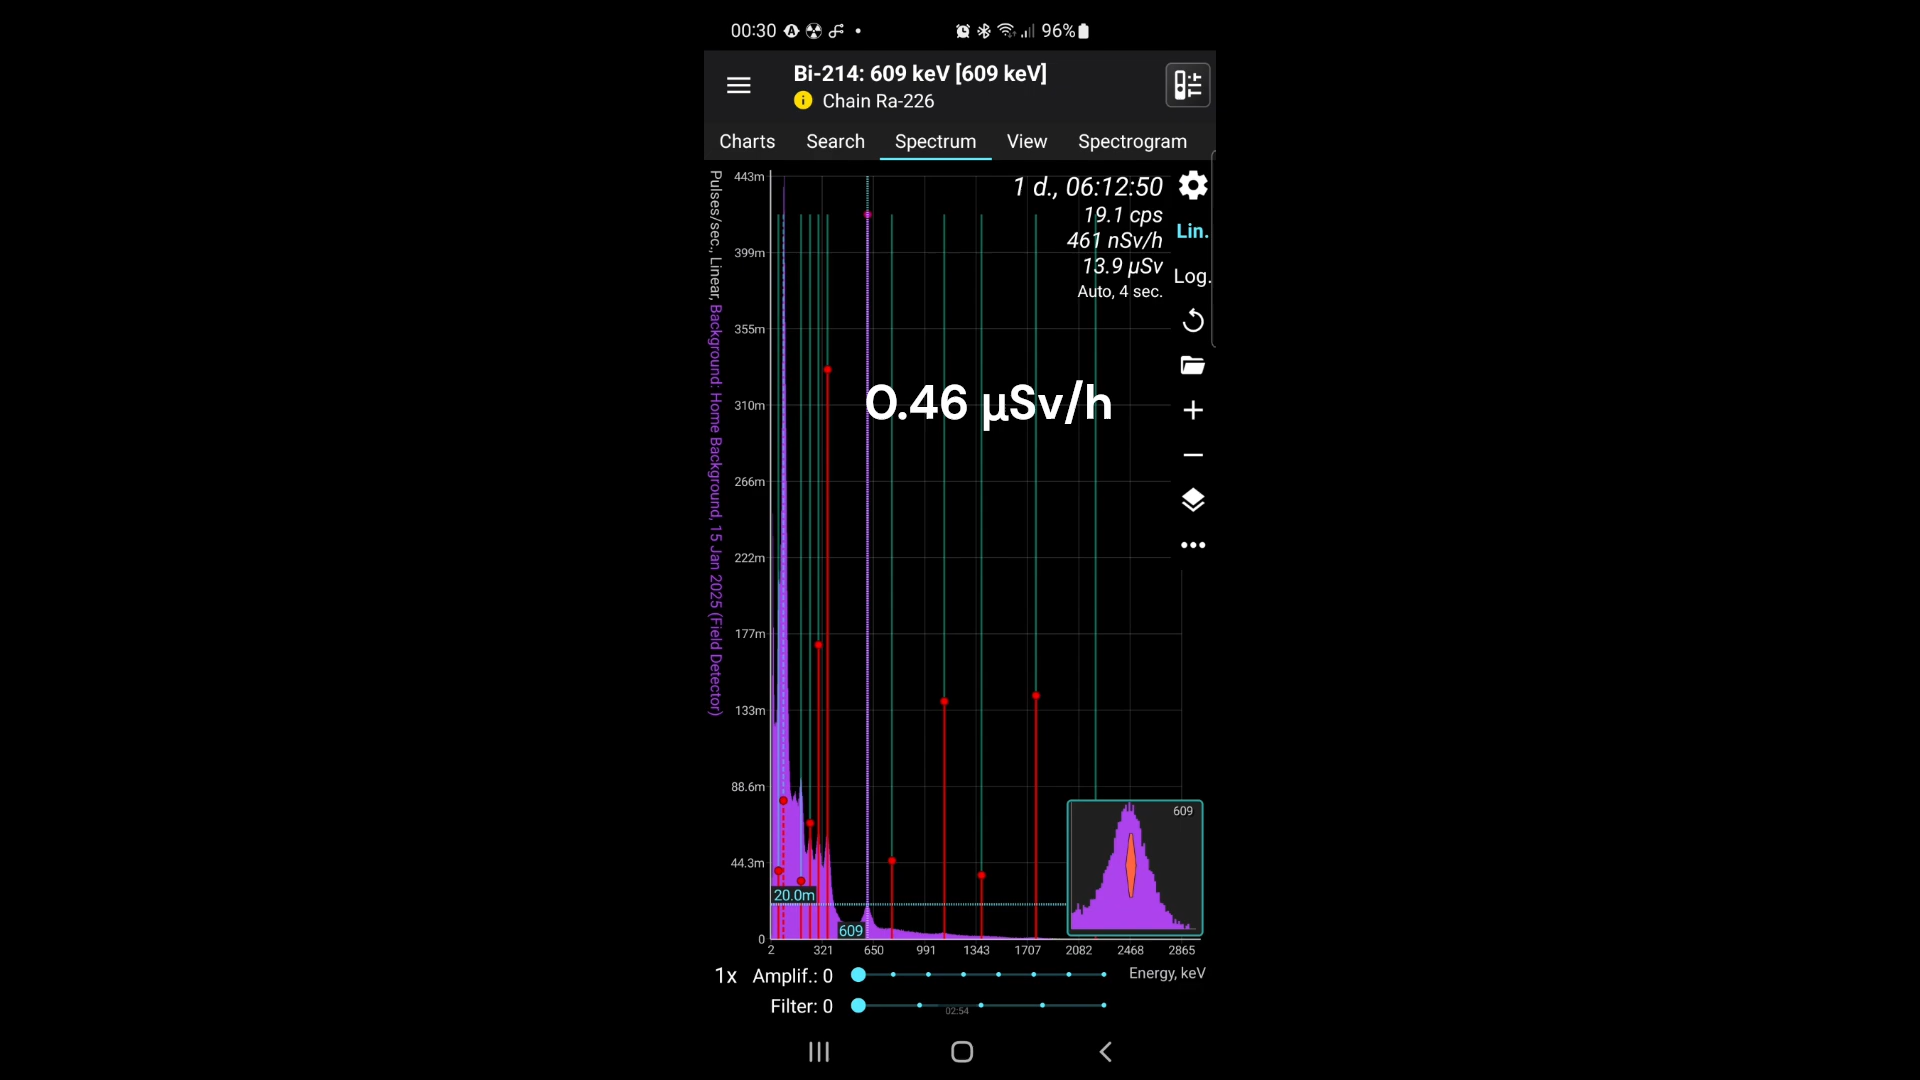 00:30
96%
Bi-214: 609 keV [609 keV]
Chain Ra-226
Charts Search Spectrum View Spectrogram
Pulses/sec., Linear, Background: Home Background, 15 Jan 2025 (Field Detector)
443m
399m
355m
310m
266m
222m
177m
133m
88.6m
44.3m
0
1 d., 06:12:50
19.1 cps
461 nSv/h
13.9 µSv
Auto, 4 sec.
Lin.
Log.
0.46 µSv/h
609
20.0m
609
2 321 650 991 1343 1707 2082 2468 2865
Energy, keV
1x Amplif.: 0
Filter: 0
02:54